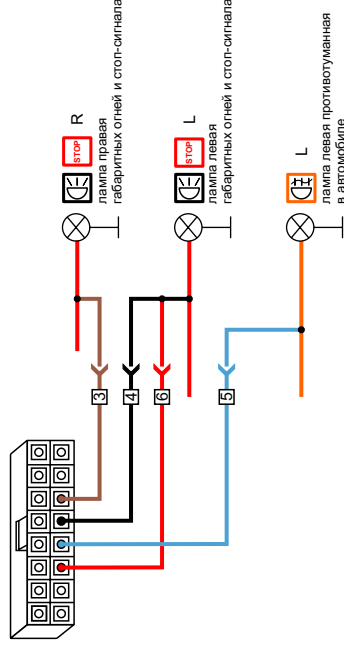 STOP
R
лампа правая
габаритных огней и стоп-сигнала
STOP
L
лампа левая
габаритных огней и стоп-сигнала
L
лампа левая противотуманная
в автомобиле
3
4
6
5